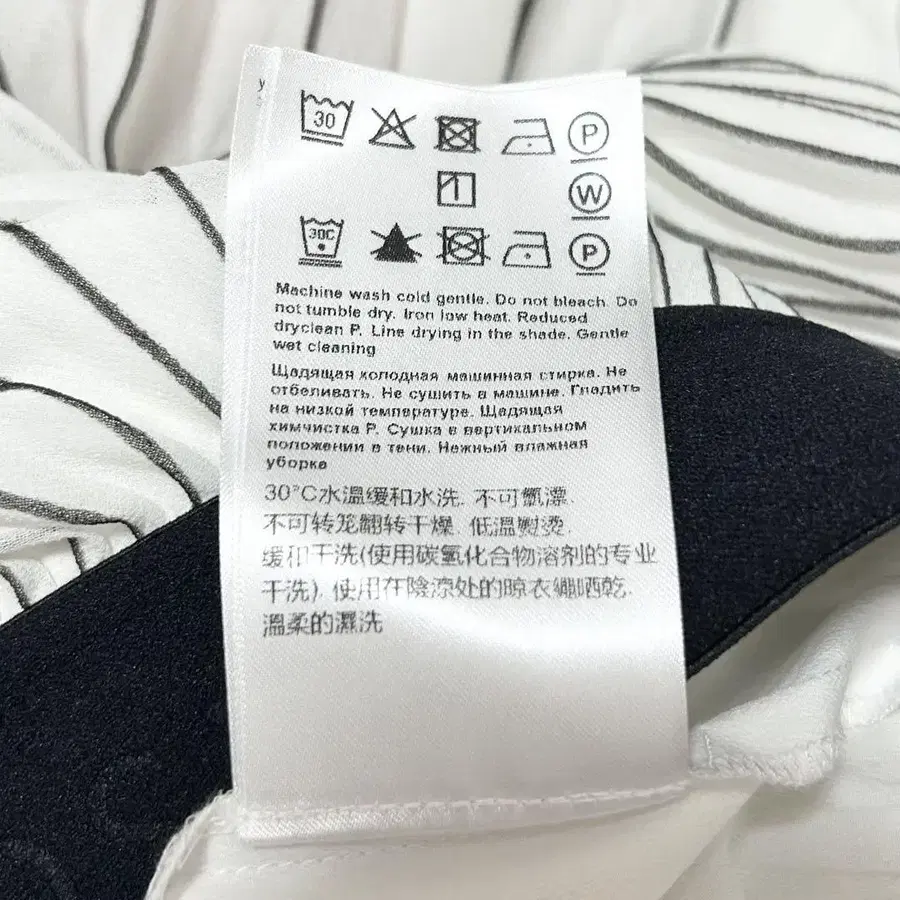 30
P
W
30C
P
Machine wash cold gentle. Do not bleach. Do
not tumble dry. Iron low heat. Reduced
dryclean P. Line drying in the shade. Gentle
wet cleaning
Щадящая холодная машинная стирка. Не
отбеливать. Не сушить в машине. Гладить
на низкой температуре. Щадящая
химчистка P. Сушка в вертикальном
положении в тени. Нежный влажная
уборка
30°C水温缓和水洗. 不可氯漂.
不可转笼翻转干燥. 低温熨烫.
缓和干洗(使用碳氢化合物溶剂的专业
干洗). 使用在陰涼处的晾衣繩晒乾.
溫柔的濕洗